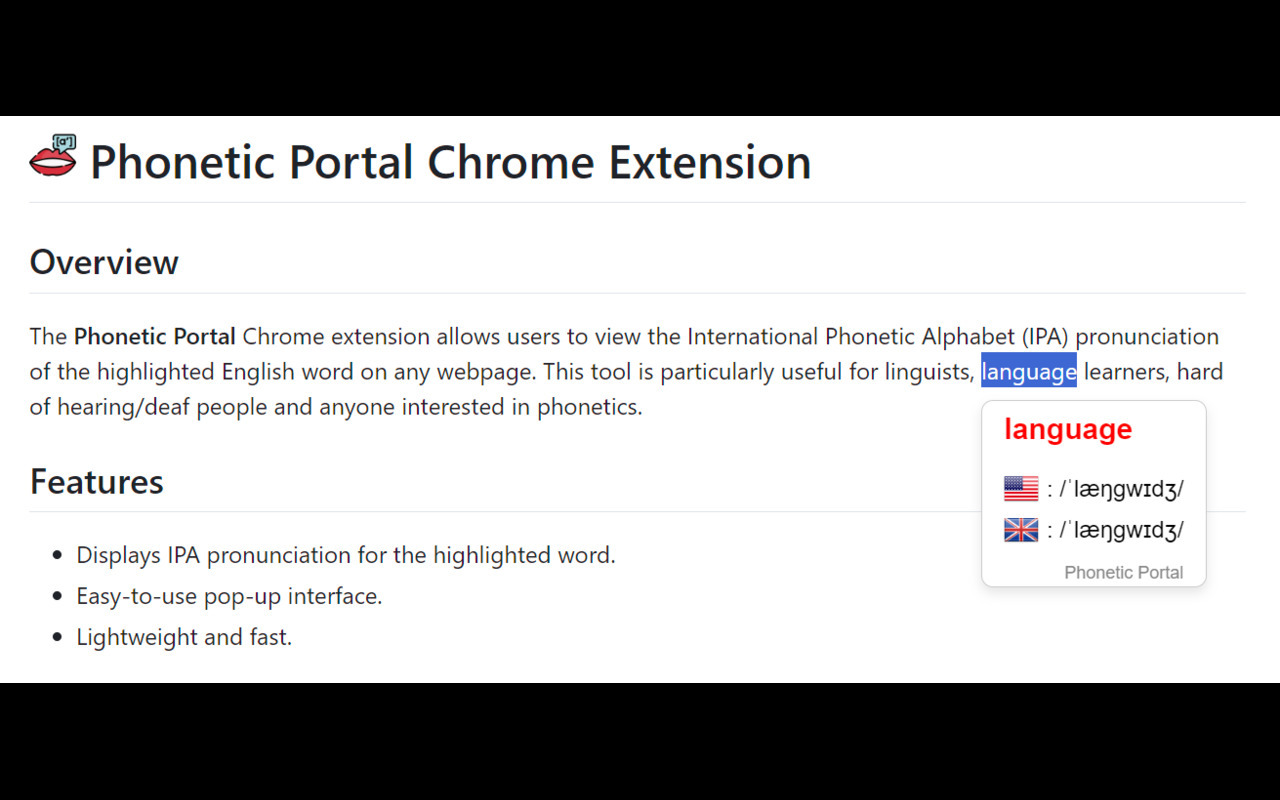 [ɑ']
Phonetic Portal Chrome Extension
Overview
The Phonetic Portal Chrome extension allows users to view the International Phonetic Alphabet (IPA) pronunciation
of the highlighted English word on any webpage. This tool is particularly useful for linguists, language learners, hard
of hearing/deaf people and anyone interested in phonetics.
language
: /ˈlæŋɡwɪdʒ/
: /ˈlæŋɡwɪdʒ/
Phonetic Portal
Features
• Displays IPA pronunciation for the highlighted word.
• Easy-to-use pop-up interface.
• Lightweight and fast.